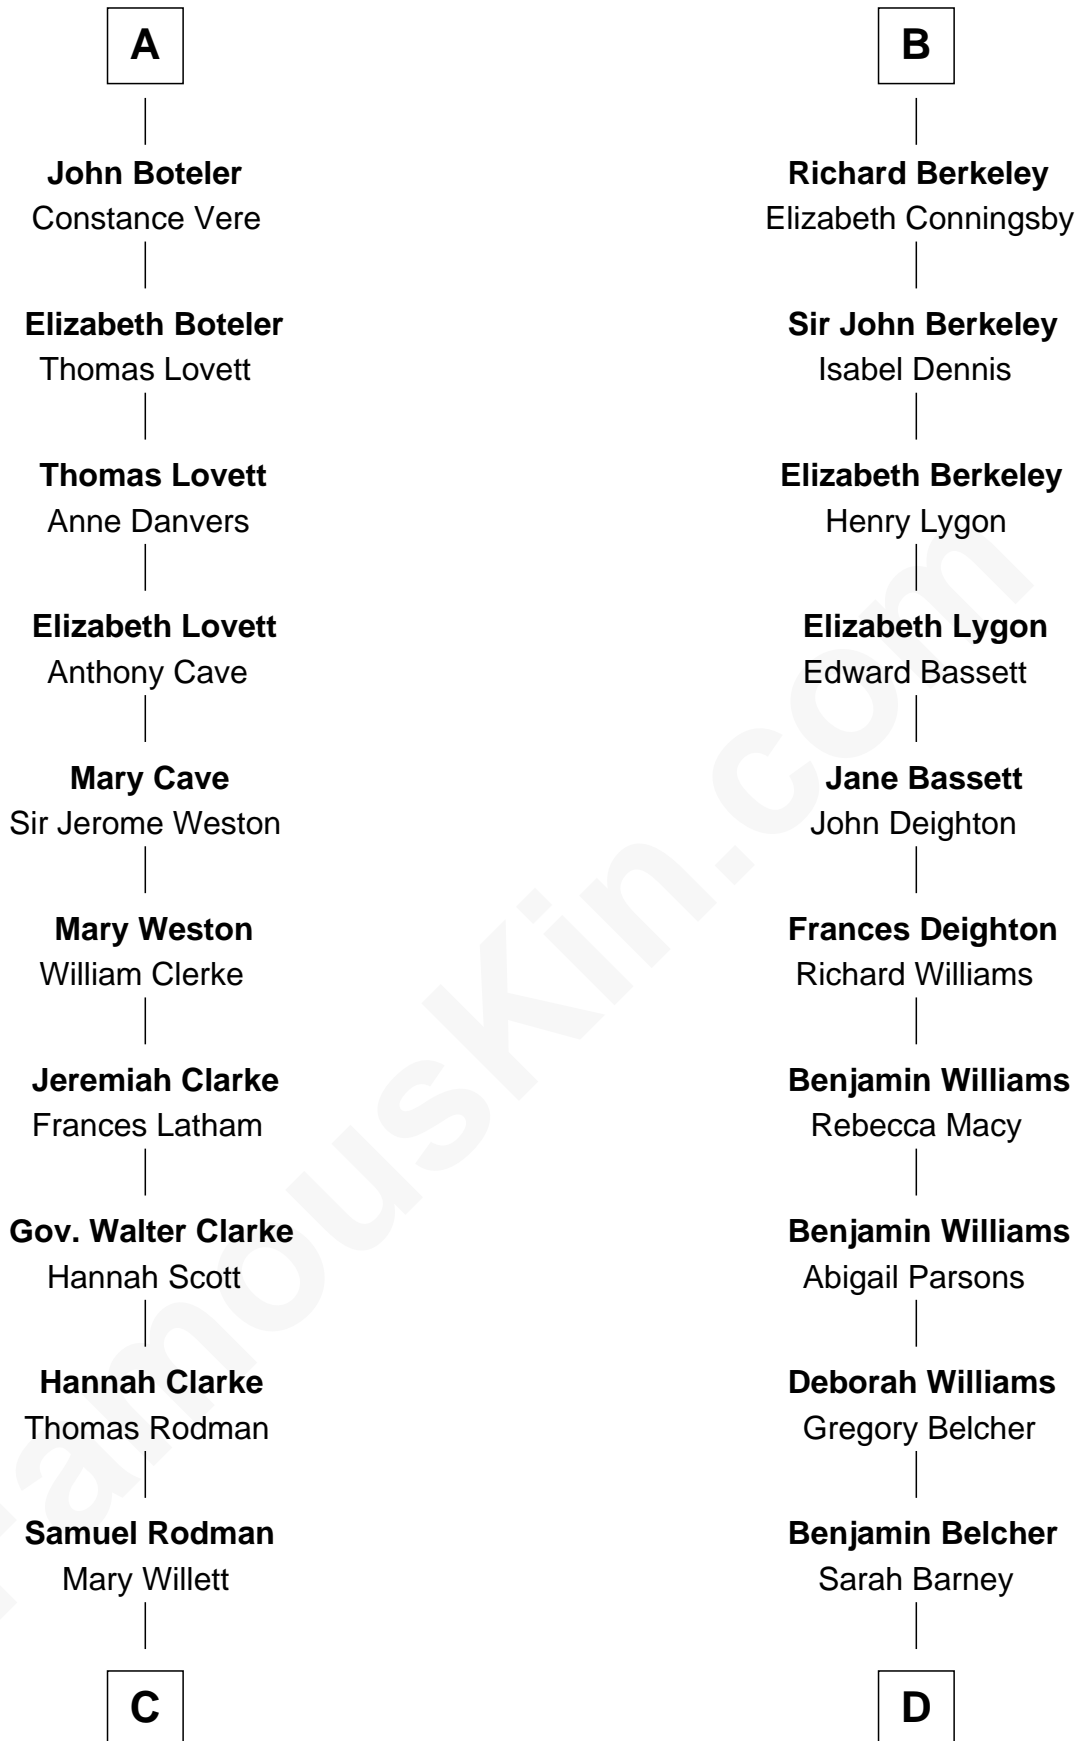 A
John Boteler
Constance Vere
Elizabeth Boteler
Thomas Lovett
Thomas Lovett
Anne Danvers
Elizabeth Lovett
Anthony Cave
Mary Cave
Sir Jerome Weston
Mary Weston
William Clerke
Jeremiah Clarke
Frances Latham
Gov. Walter Clarke
Hannah Scott
Hannah Clarke
Thomas Rodman
Samuel Rodman
Mary Willett
C
B
Richard Berkeley
Elizabeth Conningsby
Sir John Berkeley
Isabel Dennis
Elizabeth Berkeley
Henry Lygon
Elizabeth Lygon
Edward Bassett
Jane Bassett
John Deighton
Frances Deighton
Richard Williams
Benjamin Williams
Rebecca Macy
Benjamin Williams
Abigail Parsons
Deborah Williams
Gregory Belcher
Benjamin Belcher
Sarah Barney
D
FamousKin.com